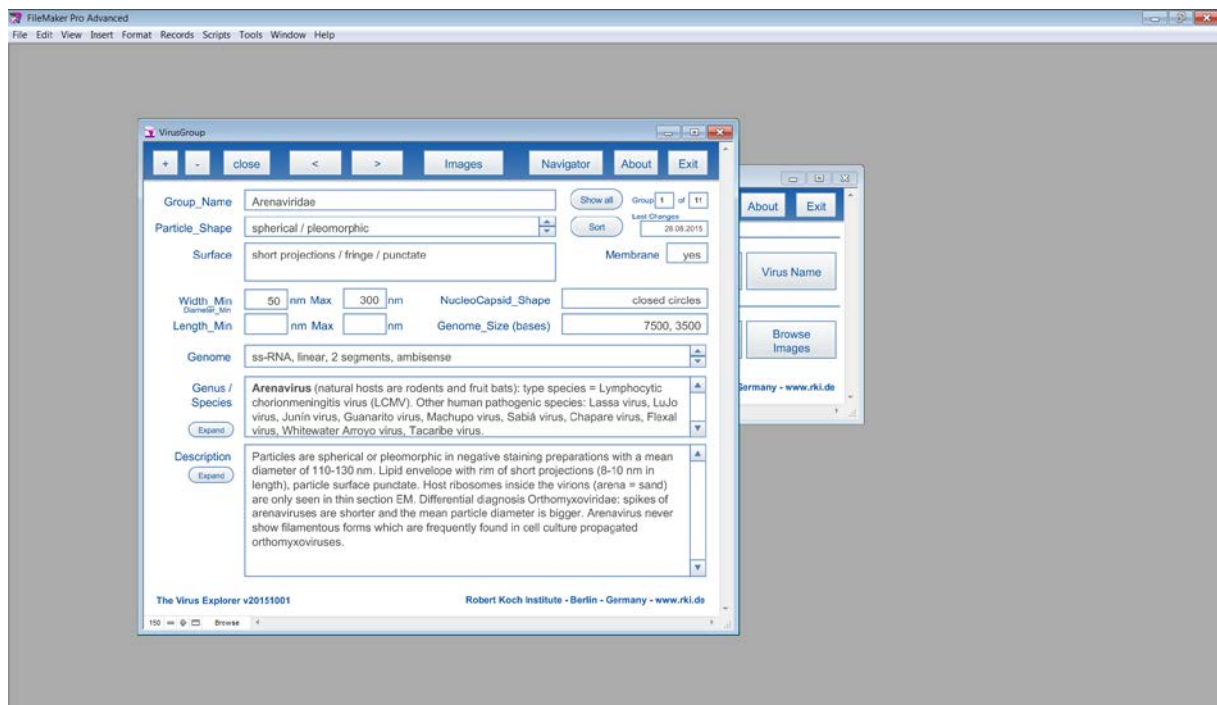 FileMaker Pro Advanced
File Edit View Insert Format Records Scripts Tools Window Help
VirusGroup
+ - close < > Images Navigator About Exit
Group_Name Arenaviridae Show all Group 1 of 11
Last Changes
Particle_Shape spherical / pleomorphic Sort 28.08.2015
Surface short projections / fringe / punctate Membrane yes
Width_Min 50 nm Max 300 nm NucleoCapsid_Shape closed circles
Diameter_Min
Length_Min nm Max nm Genome_Size (bases) 7500, 3500
Genome ss-RNA, linear, 2 segments, ambisense
Genus /
Species
Expand
Arenavirus (natural hosts are rodents and fruit bats): type species = Lymphocytic
chorionmeningitis virus (LCMV). Other human pathogenic species: Lassa virus, LuJo
virus, Junín virus, Guanarito virus, Machupo virus, Sabiá virus, Chapare virus, Flexal
virus, Whitewater Arroyo virus, Tacaribe virus.
Description
Expand
Particles are spherical or pleomorphic in negative staining preparations with a mean
diameter of 110-130 nm. Lipid envelope with rim of short projections (8-10 nm in
length), particle surface punctate. Host ribosomes inside the virions (arena = sand)
are only seen in thin section EM. Differential diagnosis Orthomyxoviridae: spikes of
arenaviruses are shorter and the mean particle diameter is bigger. Arenavirus never
show filamentous forms which are frequently found in cell culture propagated
orthomyxoviruses.
The Virus Explorer v20151001 Robert Koch Institute - Berlin - Germany - www.rki.de
150 Browse
About Exit
Virus Name
Browse
Images
Germany - www.rki.de